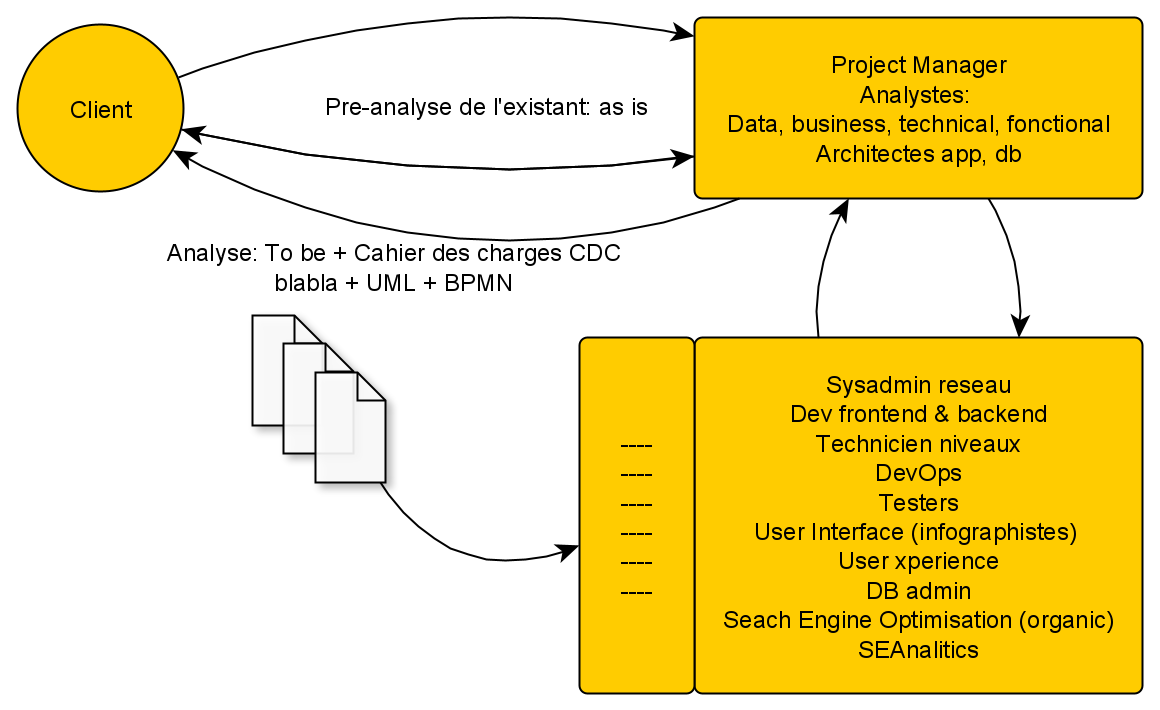 Client
Pre-analyse de l'existant: as is
Project Manager
Analystes:
Data, business, technical, fonctional
Architectes app, db
Analyse: To be + Cahier des charges CDC
blabla + UML + BPMN
----
----
----
----
----
----
Sysadmin reseau
Dev frontend & backend
Technicien niveaux
DevOps
Testers
User Interface (infographistes)
User xperience
DB admin
Seach Engine Optimisation (organic)
SEAnalitics